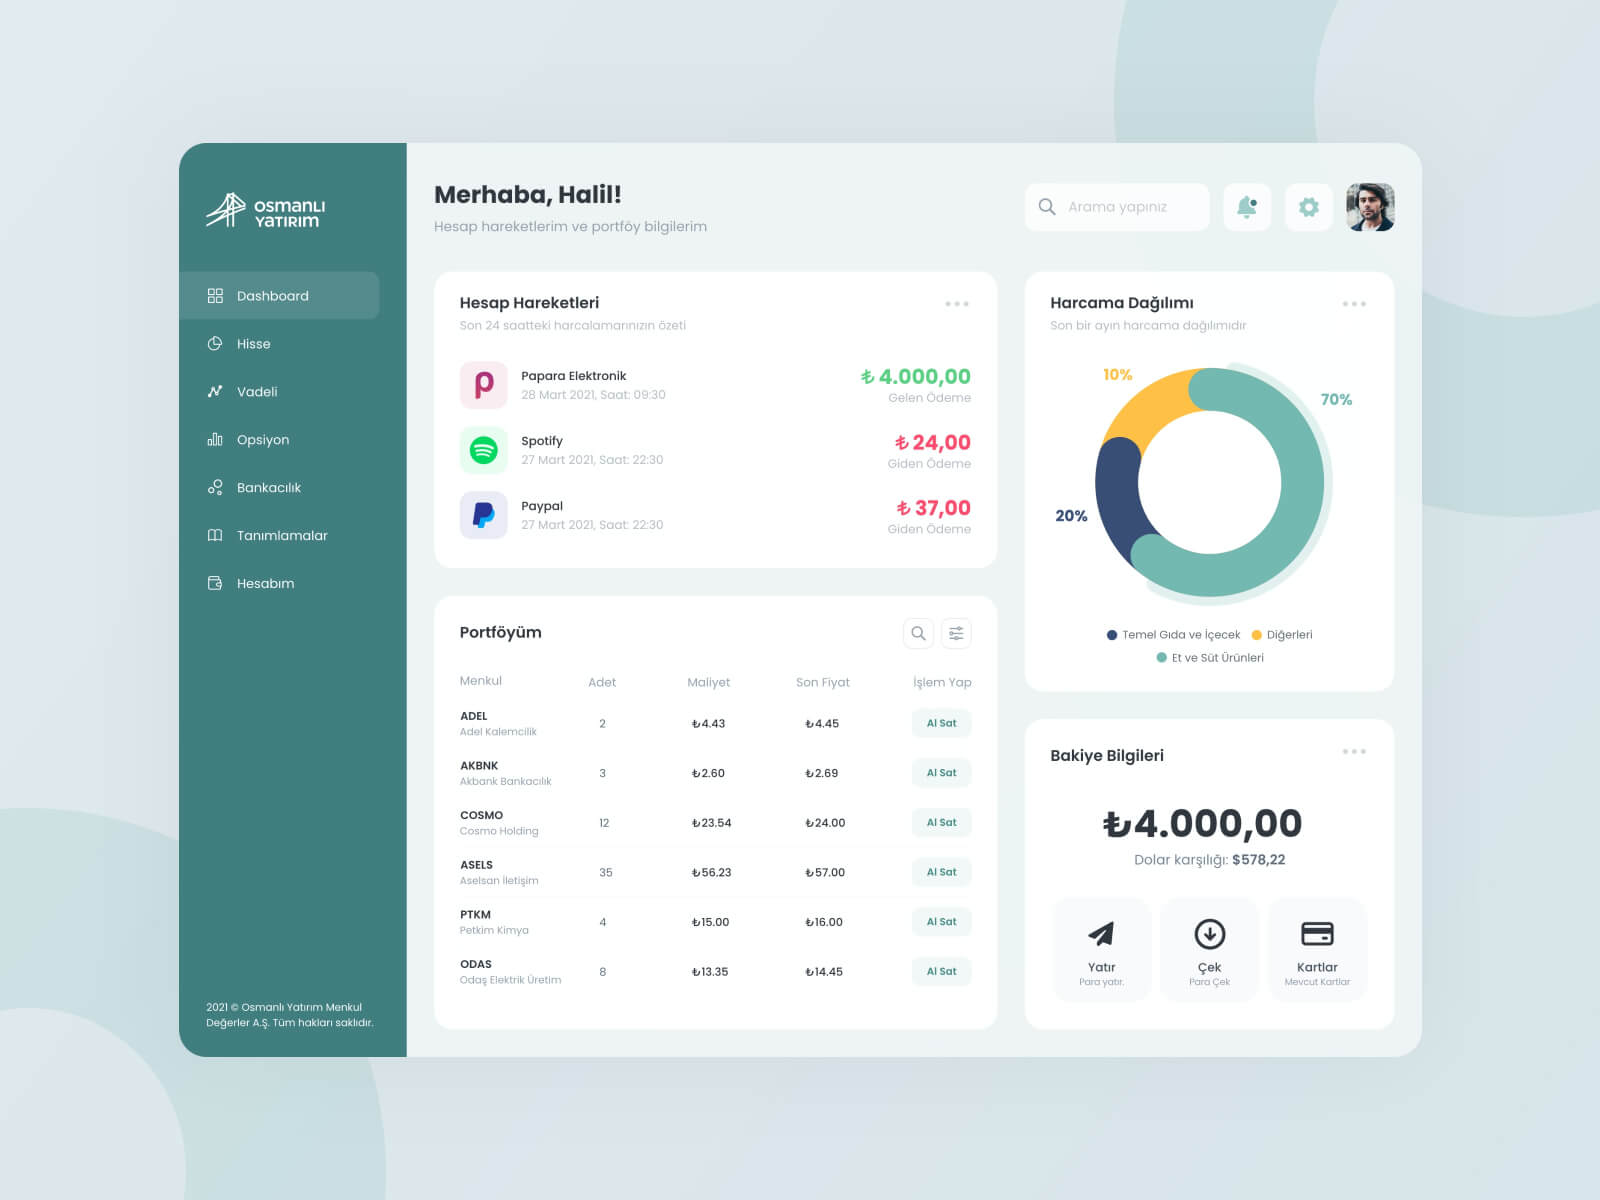 osmanlı
yatırım
Dashboard
Hisse
Vadeli
Opsiyon
Bankacılık
Tanımlamalar
Hesabım
2021 © Osmanlı Yatırım Menkul
Değerler A.Ş. Tüm hakları saklıdır.
Merhaba, Halil!
Hesap hareketlerim ve portföy bilgilerim
Arama yapınız
Hesap Hareketleri
Son 24 saatteki harcalamarınızın özeti
Papara Elektronik
28 Mart 2021, Saat: 09:30
₺ 4.000,00
Gelen Ödeme
Spotify
27 Mart 2021, Saat: 22:30
₺ 24,00
Giden Ödeme
Paypal
27 Mart 2021, Saat: 22:30
₺ 37,00
Giden Ödeme
Harcama Dağılımı
Son bir ayın harcama dağılımıdır
10%
70%
20%
Temel Gıda ve İçecek Diğerleri
Et ve Süt Ürünleri
Portföyüm
Menkul Adet Maliyet Son Fiyat İşlem Yap
ADEL
Adel Kalemcilik
2 ₺4.43 ₺4.45 Al Sat
AKBNK
Akbank Bankacılık
3 ₺2.60 ₺2.69 Al Sat
COSMO
Cosmo Holding
12 ₺23.54 ₺24.00 Al Sat
ASELS
Aselsan İletişim
35 ₺56.23 ₺57.00 Al Sat
PTKM
Petkim Kimya
4 ₺15.00 ₺16.00 Al Sat
ODAS
Odaş Elektrik Üretim
8 ₺13.35 ₺14.45 Al Sat
Bakiye Bilgileri
₺4.000,00
Dolar karşılığı: $578,22
Yatır
Para yatır.
Çek
Para Çek
Kartlar
Mevcut Kartlar